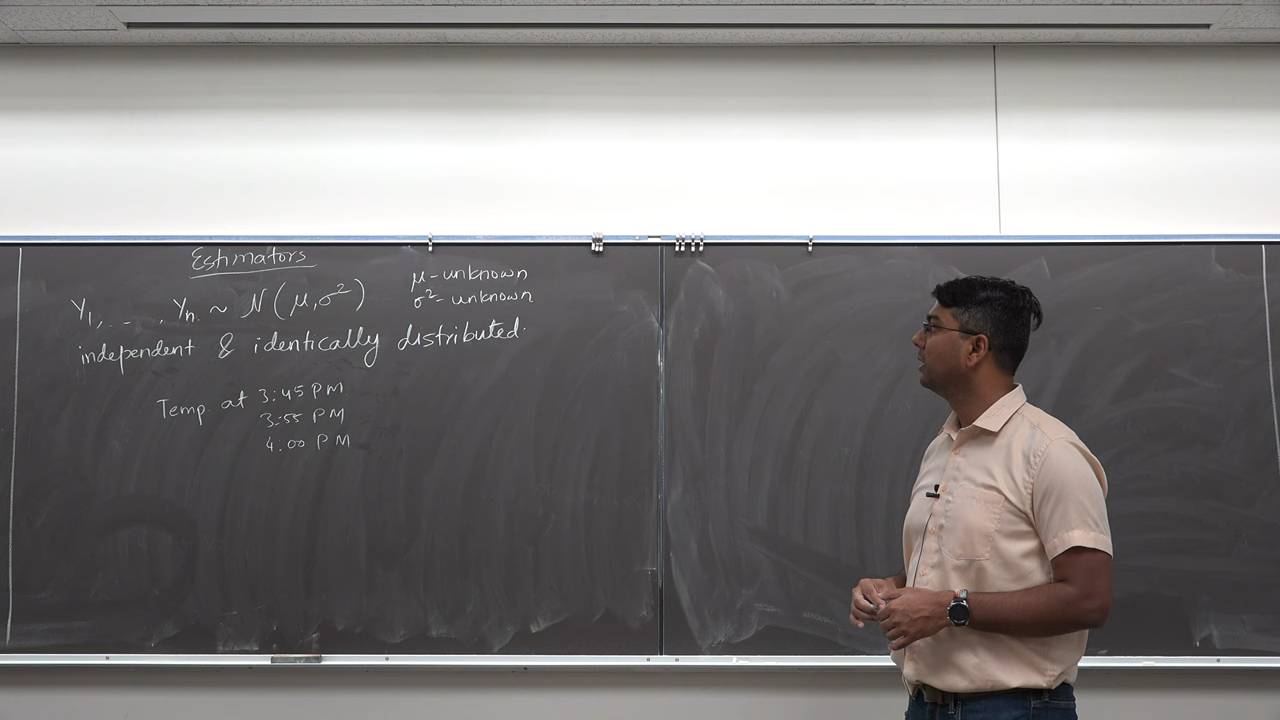 Estimators
Y₁, ... , Yₙ ~ N(μ,σ²)
μ-unknown
σ²-unknown
independent & identically distributed.
Temp. at 3:45 PM
3:55 PM
4:00 PM